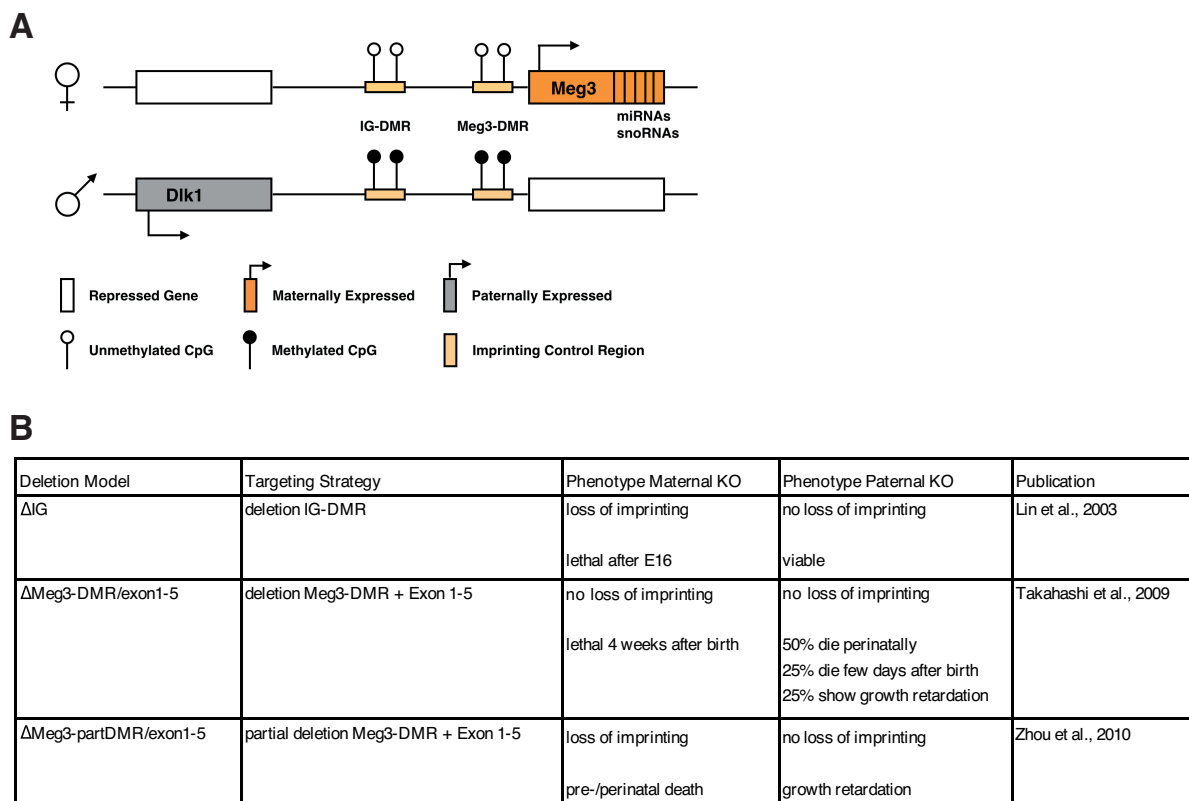 A
Meg3
miRNAs
snoRNAs
IG-DMR
Meg3-DMR
Dlk1
Repressed Gene
Maternally Expressed
Paternally Expressed
Unmethylated CpG
Methylated CpG
Imprinting Control Region
B
Deletion Model
Targeting Strategy
Phenotype Maternal KO
Phenotype Paternal KO
Publication
ΔIG
deletion IG-DMR
loss of imprinting
lethal after E16
no loss of imprinting
viable
Lin et al., 2003
ΔMeg3-DMR/exon1-5
deletion Meg3-DMR + Exon 1-5
no loss of imprinting
lethal 4 weeks after birth
no loss of imprinting
50% die perinatally
25% die few days after birth
25% show growth retardation
Takahashi et al., 2009
ΔMeg3-partDMR/exon1-5
partial deletion Meg3-DMR + Exon 1-5
loss of imprinting
pre-/perinatal death
no loss of imprinting
growth retardation
Zhou et al., 2010